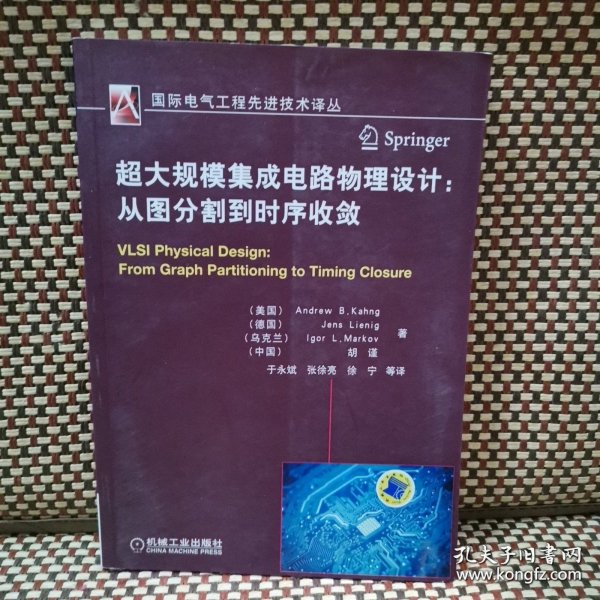 国际电气工程先进技术译丛
Springer
超大规模集成电路物理设计：
从图分割到时序收敛
VLSI Physical Design:
From Graph Partitioning to Timing Closure
（美国） Andrew B. Kahng
（德国） Jens Lienig
（乌克兰） Igor L. Markov
（中国） 胡 谨
著
于永斌 张徐亮 徐 宁 等译
机械工业出版社
CHINA MACHINE PRESS
孔夫子旧书网
www.kongfz.com